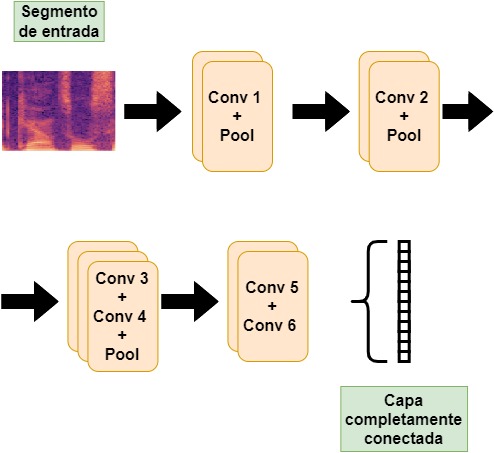 Segmento
de entrada
Conv 1
+
Pool
Conv 2
+
Pool
Conv 3
+
Conv 4
+
Pool
Conv 5
+
Conv 6
Capa
completamente
conectada